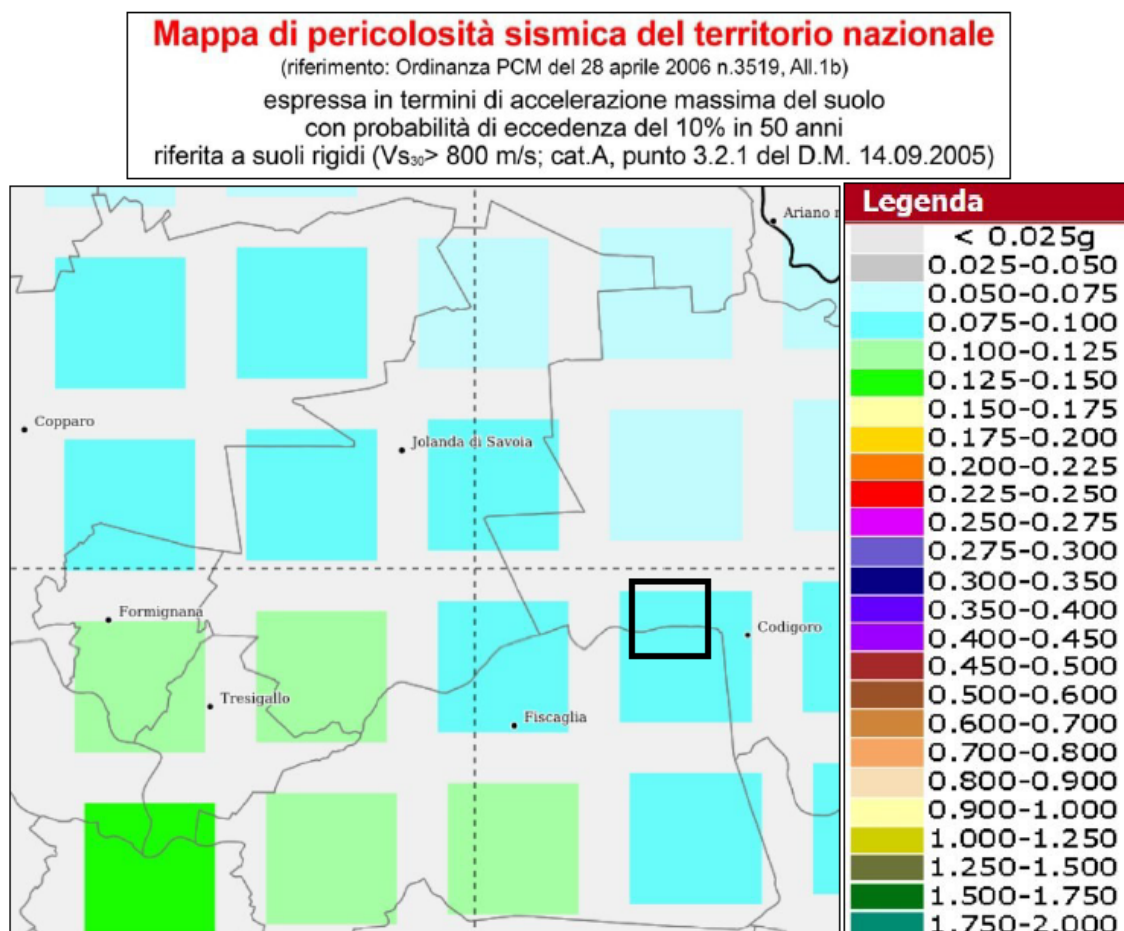 Mappa di pericolosità sismica del territorio nazionale
(riferimento: Ordinanza PCM del 28 aprile 2006 n.3519, All.1b)
espressa in termini di accelerazione massima del suolo
con probabilità di eccedenza del 10% in 50 anni
riferita a suoli rigidi (Vs₃₀> 800 m/s; cat.A, punto 3.2.1 del D.M. 14.09.2005)
Ariano
Copparo
Jolanda di Savoia
Formignana
Codigoro
Tresigallo
Fiscaglia
Legenda
< 0.025g
0.025-0.050
0.050-0.075
0.075-0.100
0.100-0.125
0.125-0.150
0.150-0.175
0.175-0.200
0.200-0.225
0.225-0.250
0.250-0.275
0.275-0.300
0.300-0.350
0.350-0.400
0.400-0.450
0.450-0.500
0.500-0.600
0.600-0.700
0.700-0.800
0.800-0.900
0.900-1.000
1.000-1.250
1.250-1.500
1.500-1.750
1.750-2.000